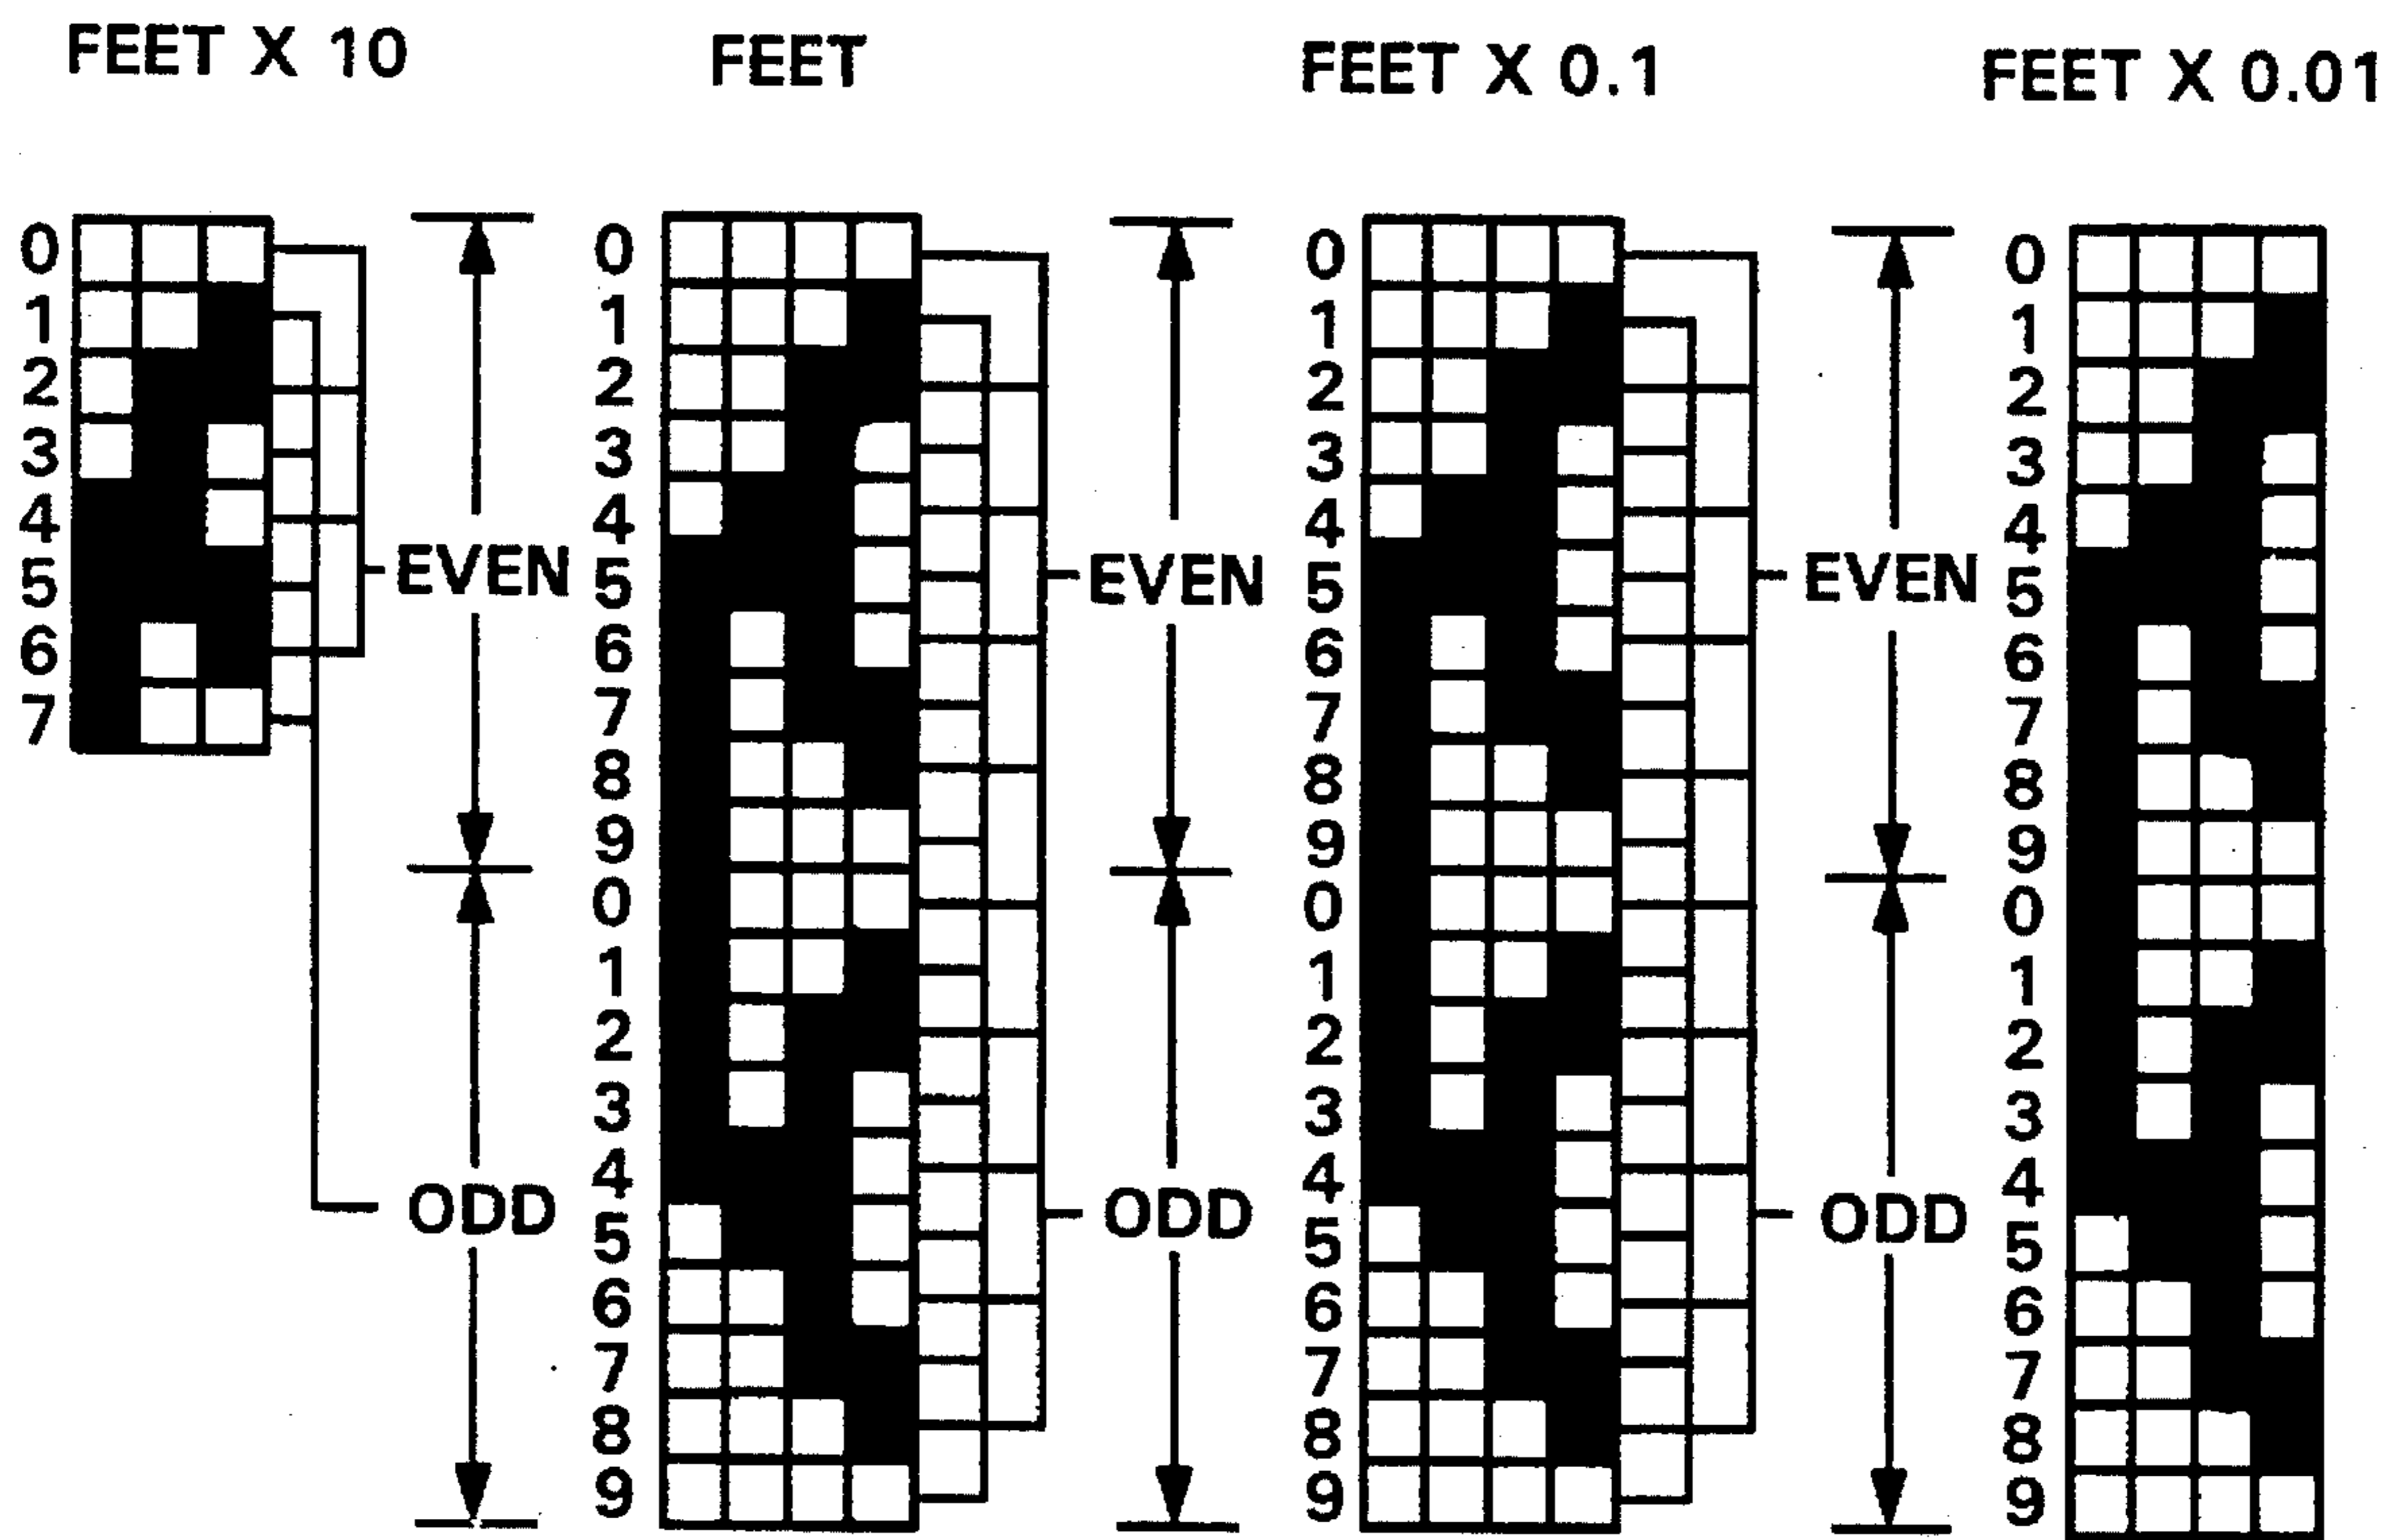 FEET X 10 FEET FEET X 0.1 FEET X 0.01
0 0 0 0
1 1 1 1
2 2 2 2
3 3 3 3
4 4 4 4
5 EVEN 5 EVEN 5 EVEN 5
6 6 6 6
7 7 7 7
8 8 8
9 9 9
0 0 0
1 1 1
2 2 2
3 3 3
4 4 4
ODD 5 ODD 5 ODD 5
6 6 6
7 7 7
8 8 8
9 9 9